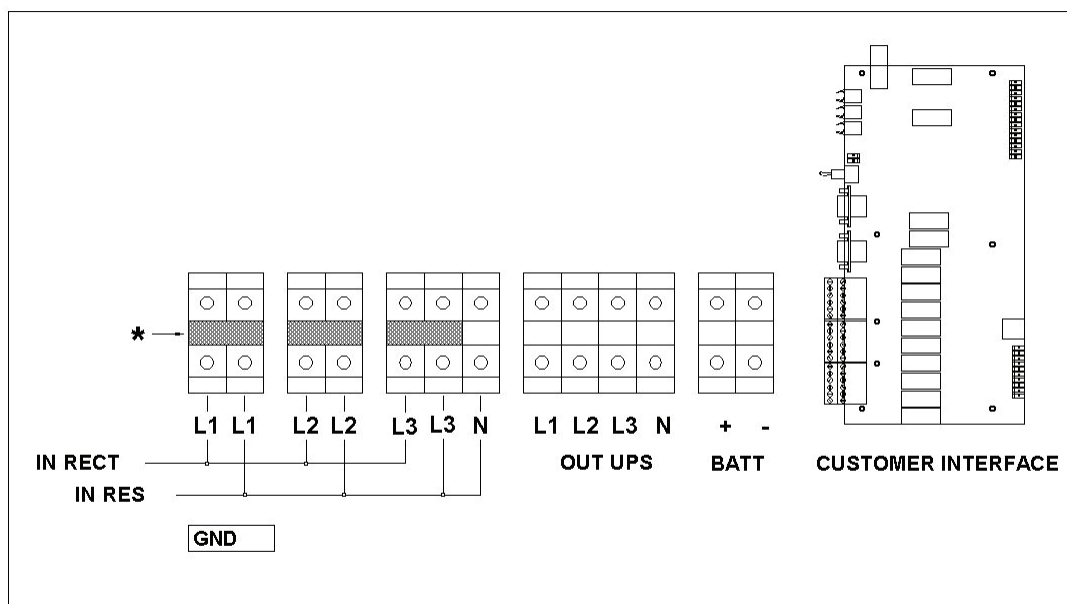 *
L1 L1 L2 L2 L3 L3 N L1 L2 L3 N + -
IN RECT OUT UPS BATT CUSTOMER INTERFACE
IN RES
GND